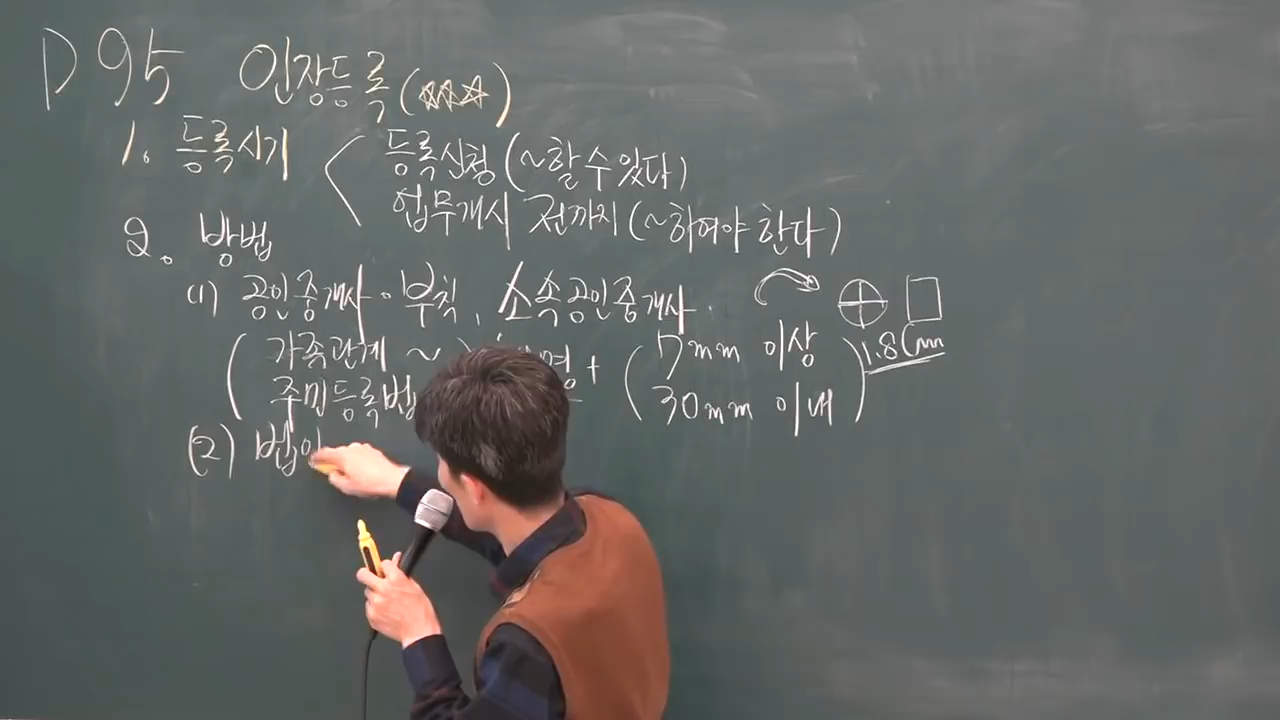 P 95 인장등록 (☆☆☆)
1. 등록시기
등록신청 (~할 수 있다)
업무개시 전까지 (~하여야 한다)
2. 방법
(1) 공인중개사·부칙, 소속공인중개사.
(가족관계 ~) 명 + (7mm 이상
주민등록법 30mm 이내)
1.8Cm
(2) 법인